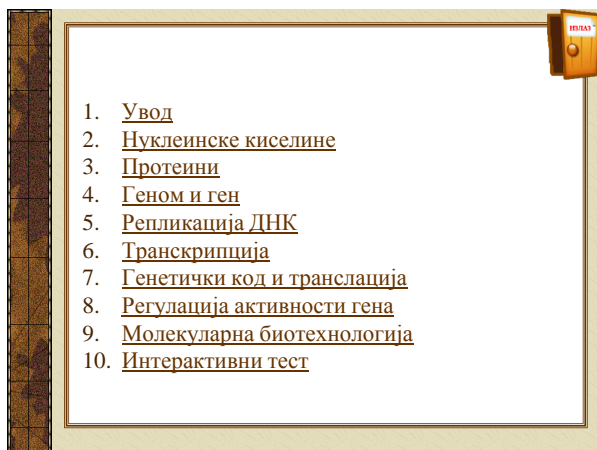 ИЗЛАЗ
1. Увод
2. Нуклеинске киселине
3. Протеини
4. Геном и ген
5. Репликација ДНК
6. Транскрипција
7. Генетички код и транслација
8. Регулација активности гена
9. Молекуларна биотехнологија
10. Интерактивни тест